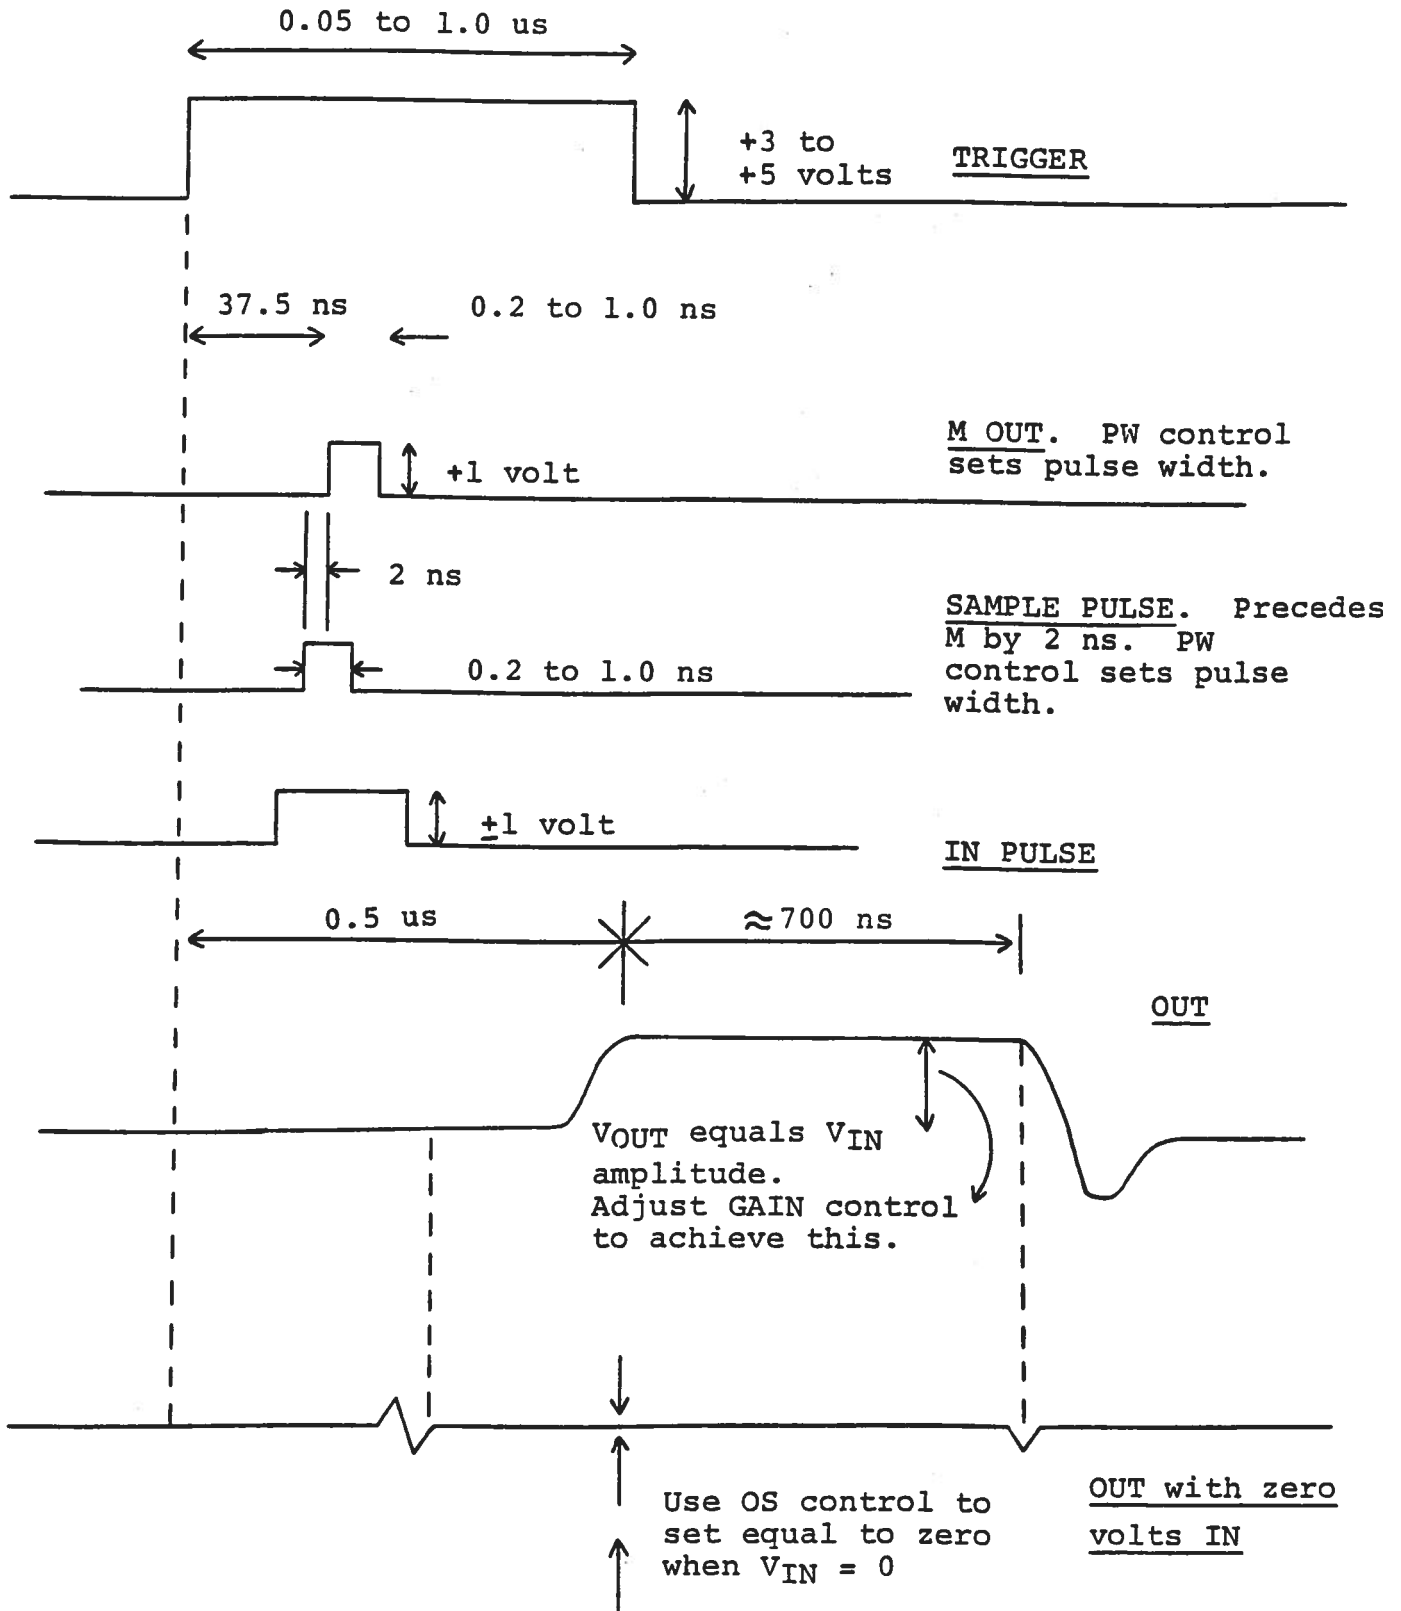 0.05 to 1.0 us
+3 to
+5 volts
TRIGGER
37.5 ns
0.2 to 1.0 ns
M OUT. PW control
sets pulse width.
+1 volt
2 ns
SAMPLE PULSE. Precedes
M by 2 ns. PW
control sets pulse
width.
0.2 to 1.0 ns
±1 volt
IN PULSE
0.5 us
≈700 ns
OUT
VOUT equals VIN
amplitude.
Adjust GAIN control
to achieve this.
Use OS control to
set equal to zero
when VIN = 0
OUT with zero
volts IN